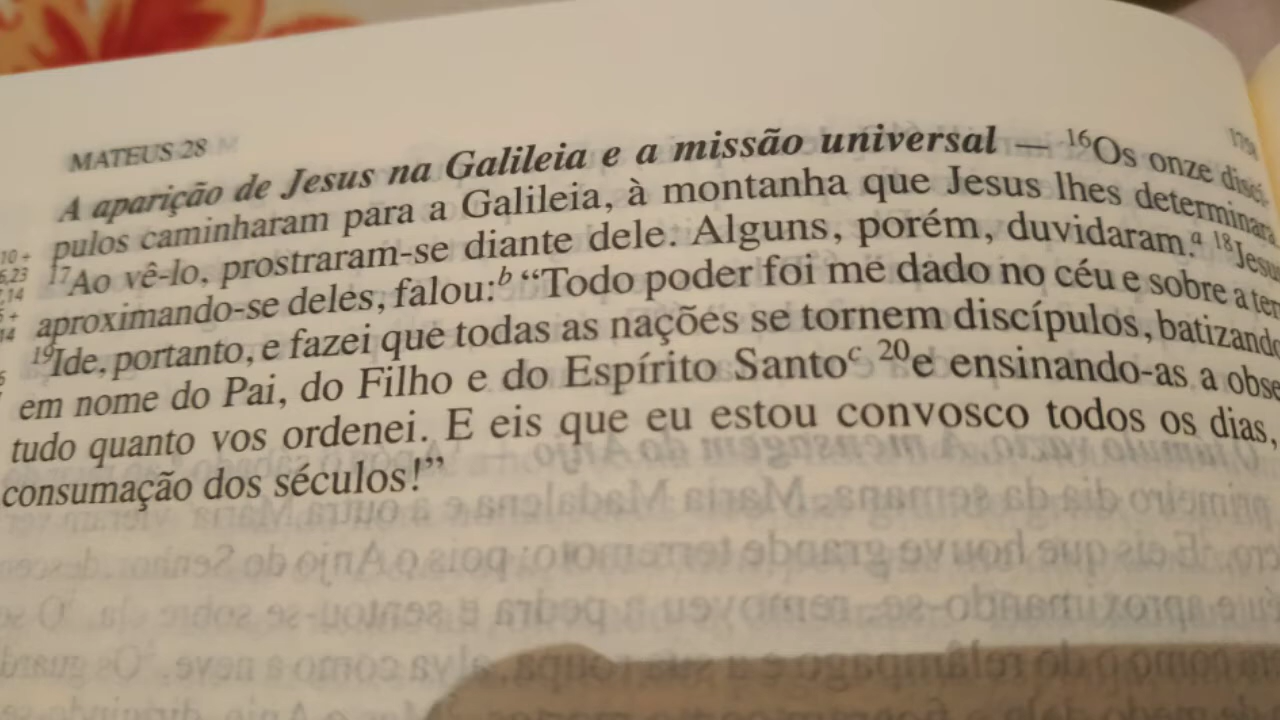 MATEUS 28
A aparição de Jesus na Galileia e a missão universal — 16Os onze discí-
pulos caminharam para a Galileia, à montanha que Jesus lhes determinara.
17Ao vê-lo, prostraram-se diante dele. Alguns, porém, duvidaram.a 18Jesus
aproximando-se deles, falou:b “Todo poder foi me dado no céu e sobre a
19Ide, portanto, e fazei que todas as nações se tornem discípulos,
em nome do Pai, do Filho e do Espírito Santoc 20e ensinando-as a
tudo quanto vos ordenei. E eis que eu estou convosco todos os dias,
consumação dos séculos!”